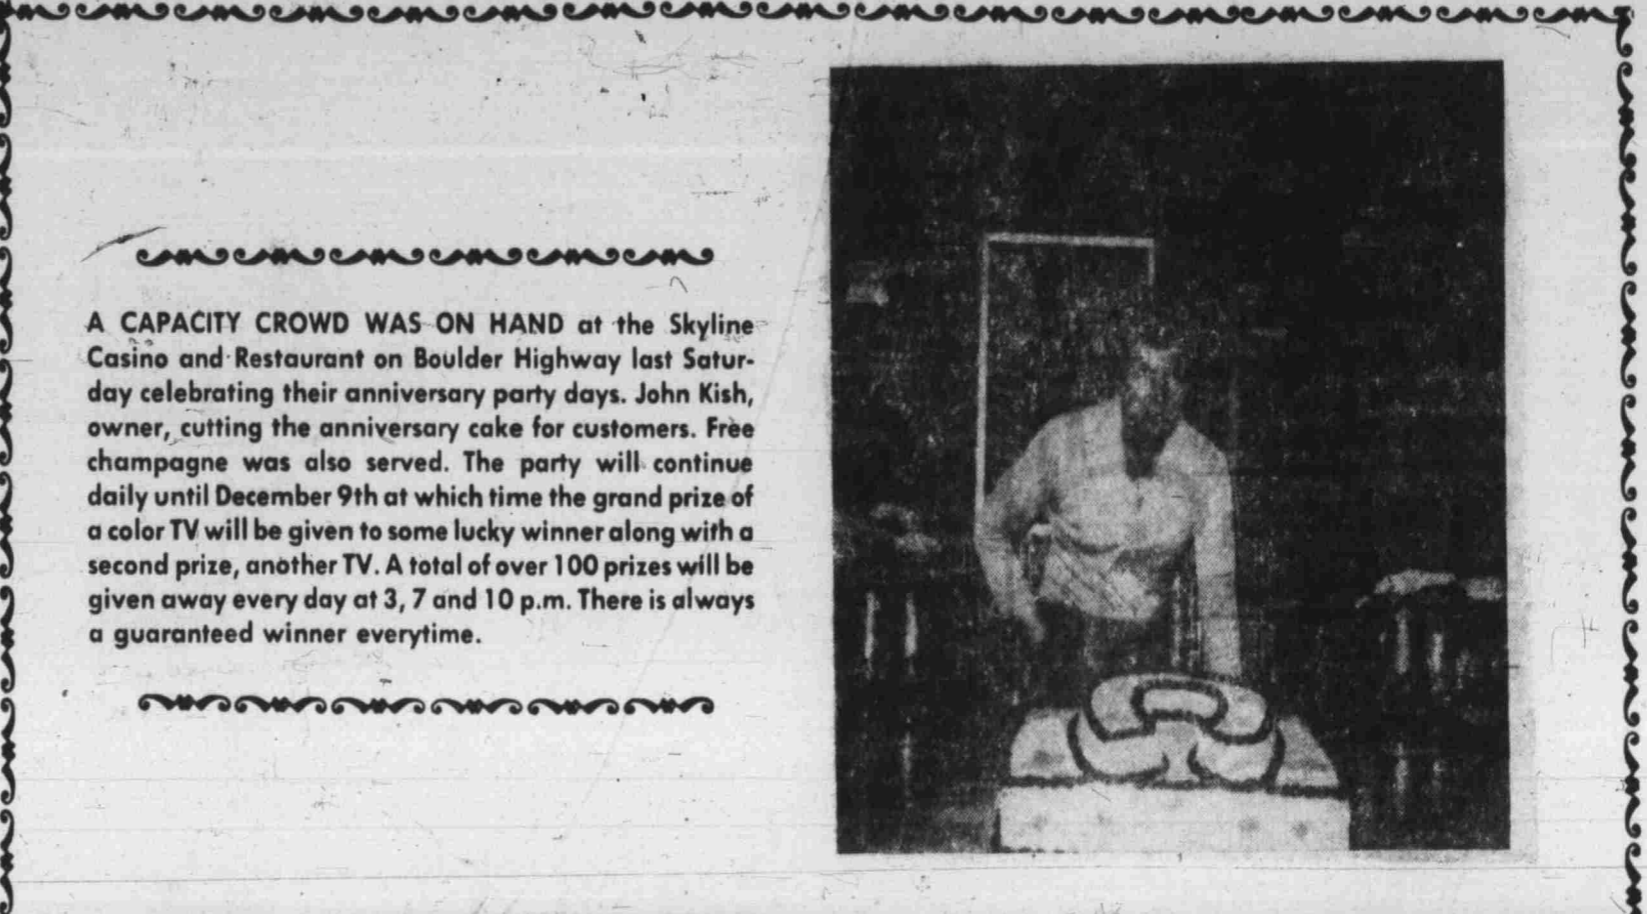 A CAPACITY CROWD WAS ON HAND at the Skyline
Casino and Restaurant on Boulder Highway last Satur-
day celebrating their anniversary party days. John Kish,
owner, cutting the anniversary cake for customers. Free
champagne was also served. The party will continue
daily until December 9th at which time the grand prize of
a color TV will be given to some lucky winner along with a
second prize, another TV. A total of over 100 prizes will be
given away every day at 3, 7 and 10 p.m. There is always
a guaranteed winner everytime.